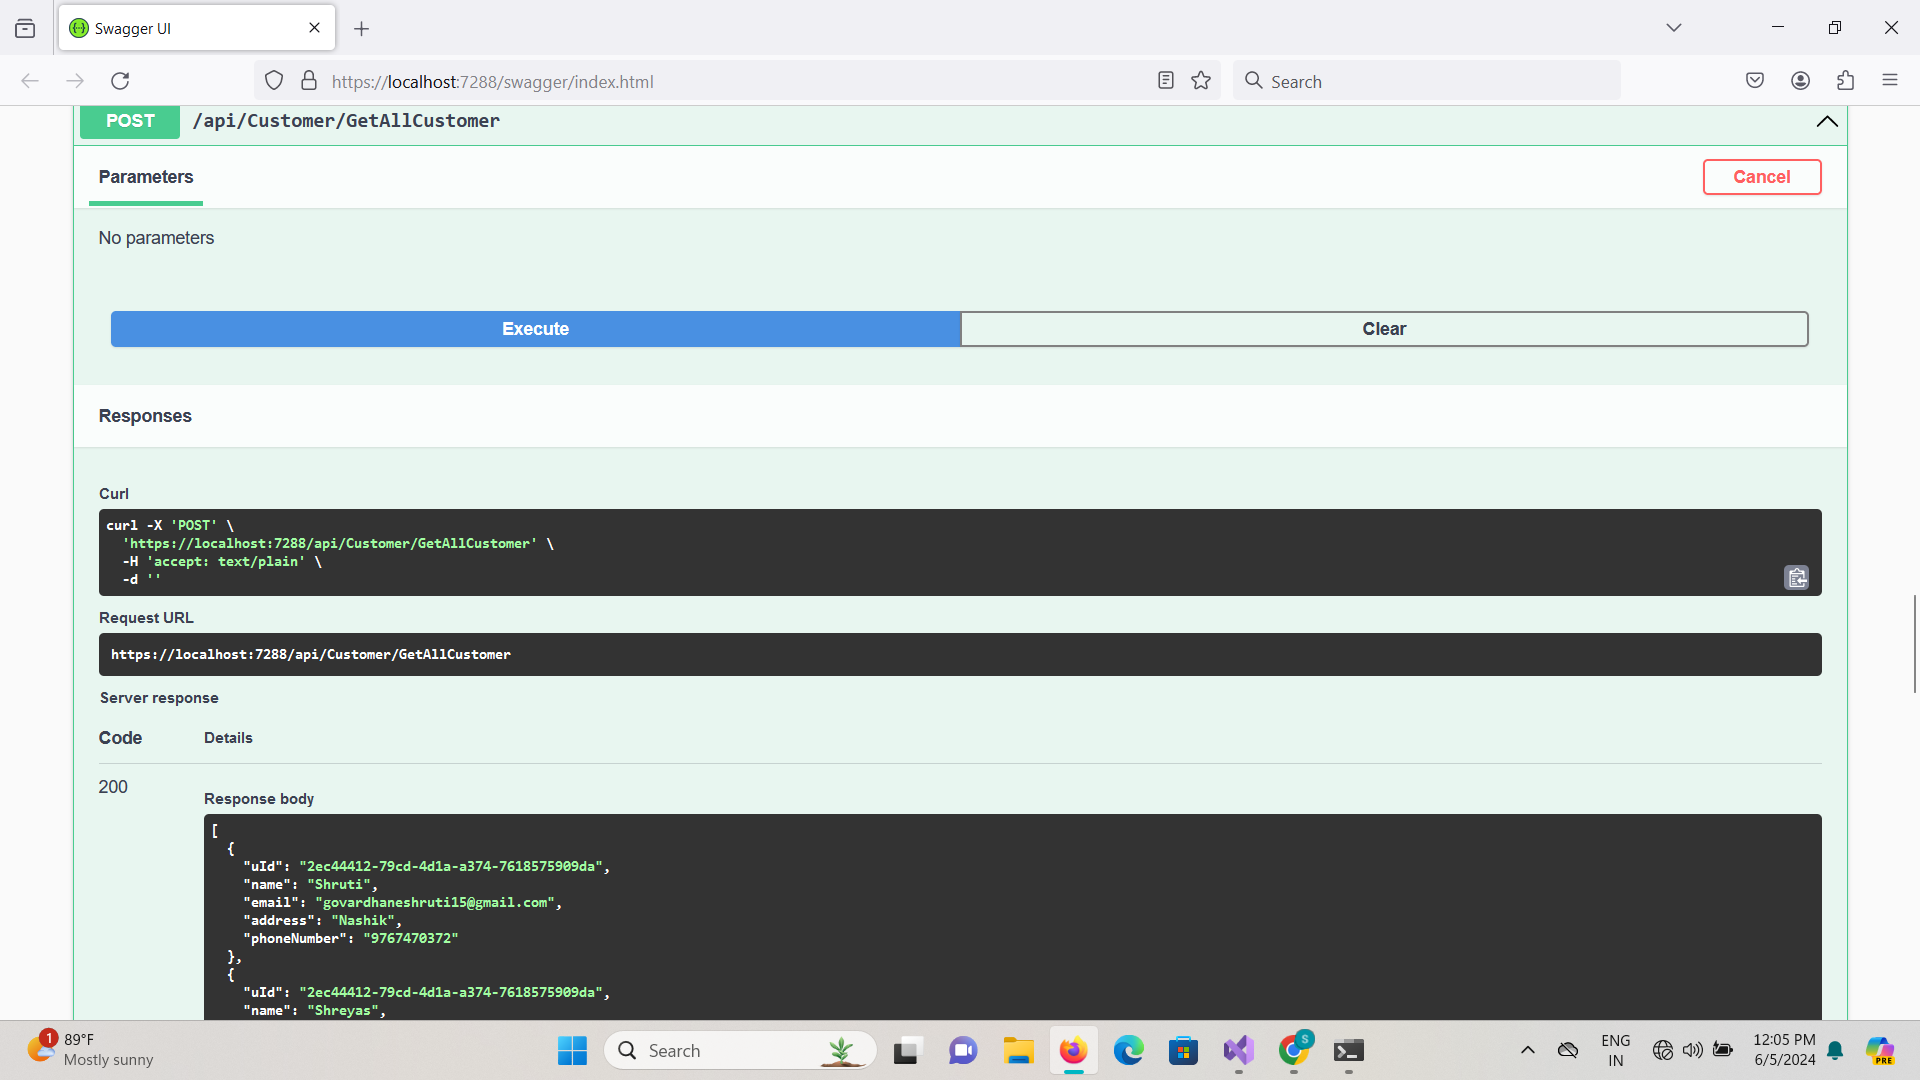 Swagger UI
https://localhost:7288/swagger/index.html
Search
POST /api/Customer/GetAllCustomer
Parameters
Cancel
No parameters
Execute
Clear
Responses
Curl
curl -X 'POST' \
'https://localhost:7288/api/Customer/GetAllCustomer' \
-H 'accept: text/plain' \
-d ''
Request URL
https://localhost:7288/api/Customer/GetAllCustomer
Server response
Code Details
200
Response body
[
{
"uId": "2ec44412-79cd-4d1a-a374-7618575909da",
"name": "Shruti",
"email": "govardhaneshruti15@gmail.com",
"address": "Nashik",
"phoneNumber": "9767470372"
},
{
"uId": "2ec44412-79cd-4d1a-a374-7618575909da",
"name": "Shreyas",
1
89°F
Mostly sunny
Search
S
ENG
IN
12:05 PM
6/5/2024
PRE